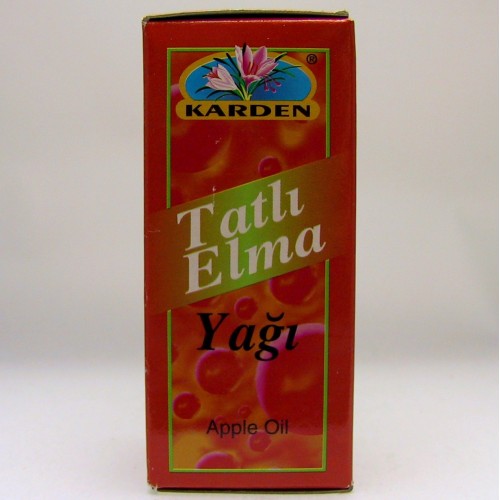 ®
KARDEN
Tatlı
Elma
Yağı
Apple Oil